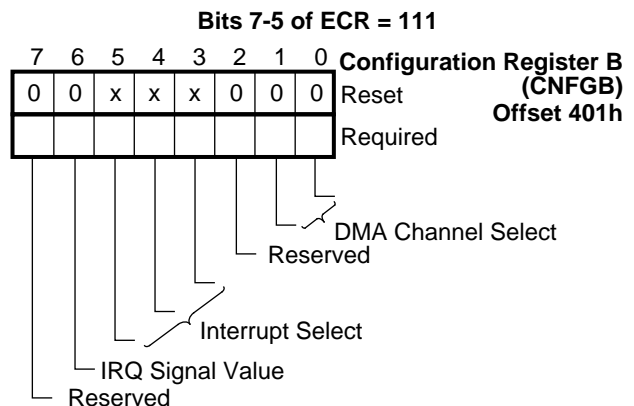 Bits 7-5 of ECR = 111
7 6 5 4 3 2 1 0 Configuration Register B
(CNFGB)
Offset 401h
0 0 x x x 0 0 0 Reset
Required
DMA Channel Select
Reserved
Interrupt Select
IRQ Signal Value
Reserved